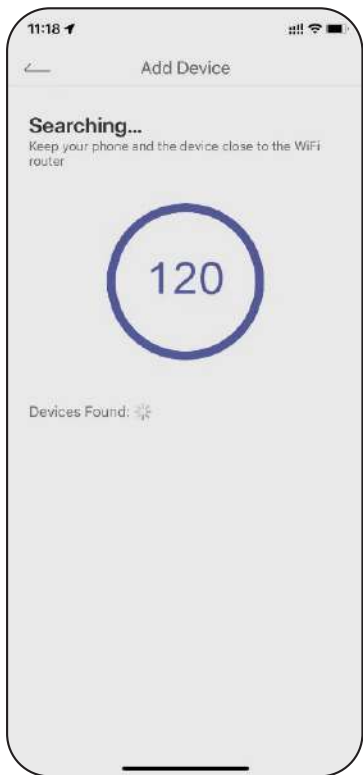 11:18
Add Device
Searching...
Keep your phone and the device close to the WiFi
router
120
Devices Found: